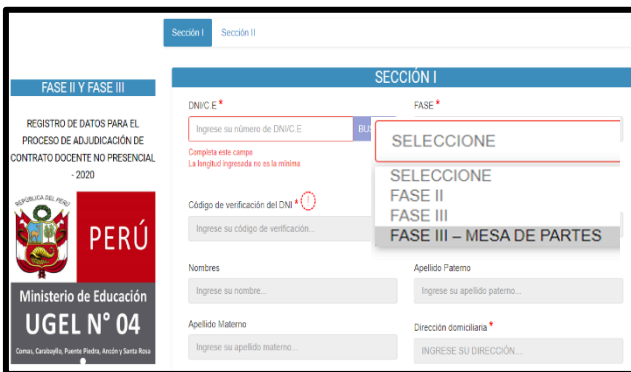 Sección I
Sección II
FASE II Y FASE III
REGISTRO DE DATOS PARA EL
PROCESO DE ADJUDICACIÓN DE
CONTRATO DOCENTE NO PRESENCIAL
- 2020
REPÚBLICA DEL PERÚ
PERÚ
Ministerio de Educación
UGEL N° 04
Comas, Carabayllo, Puente Piedra, Ancón y Santa Rosa
SECCIÓN I
DNI/C.E *
Ingrese su número de DNI/C.E
Completa este campo
La longitud ingresada no es la mínima
FASE *
SELECCIONE
SELECCIONE
FASE II
FASE III
FASE III – MESA DE PARTES
Código de verificación del DNI * !
Ingrese su código de verificación...
Nombres
Ingrese su nombre...
Apellido Paterno
Ingrese su apellido paterno...
Apellido Materno
Ingrese su apellido materno...
Dirección domiciliaria *
INGRESE SU DIRECCIÓN...